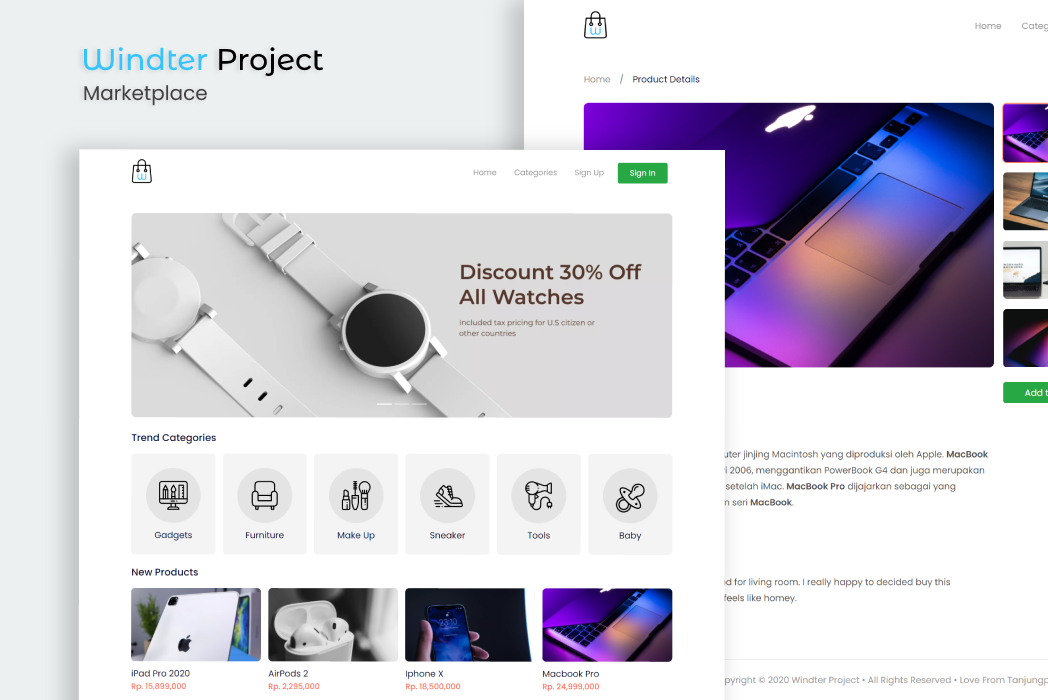 Windter Project
Marketplace
Home Categories Sign Up Sign In
Discount 30% Off
All Watches
Included tax pricing for U.S citizen or
other countries
Trend Categories
Gadgets Furniture Make Up Sneaker Tools Baby
New Products
iPad Pro 2020 AirPods 2 Iphone X Macbook Pro
Rp. 15,899,000 Rp. 2,295,000 Rp. 18,500,000 Rp. 24,999,000
Home
Home / Product Details
jinjing Macintosh yang diproduksi oleh Apple. MacBook
2006, menggantikan PowerBook G4 dan juga merupakan
setelah iMac. MacBook Pro dijajarkan sebagai yang
seri MacBook.
for living room. I really happy to decided buy this
feels like homey.
© 2020 Windter Project • All Rights Reserved • Love From
Add